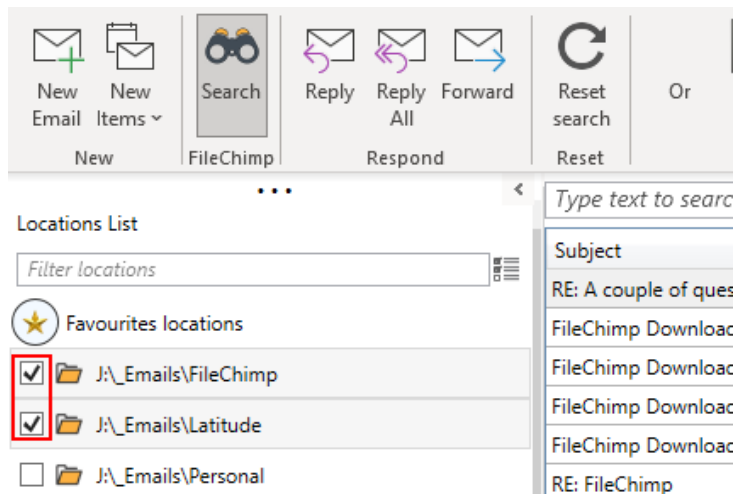 New Email
New Items
Search
Reply
Reply All
Forward
Reset search
Or
New
FileChimp
Respond
Reset
Type text to searc
Locations List
Filter locations
Favourites locations
J:\_Emails\FileChimp
J:\_Emails\Latitude
J:\_Emails\Personal
Subject
RE: A couple of ques
FileChimp Downloac
FileChimp Downloac
FileChimp Downloac
FileChimp Downloac
RE: FileChimp